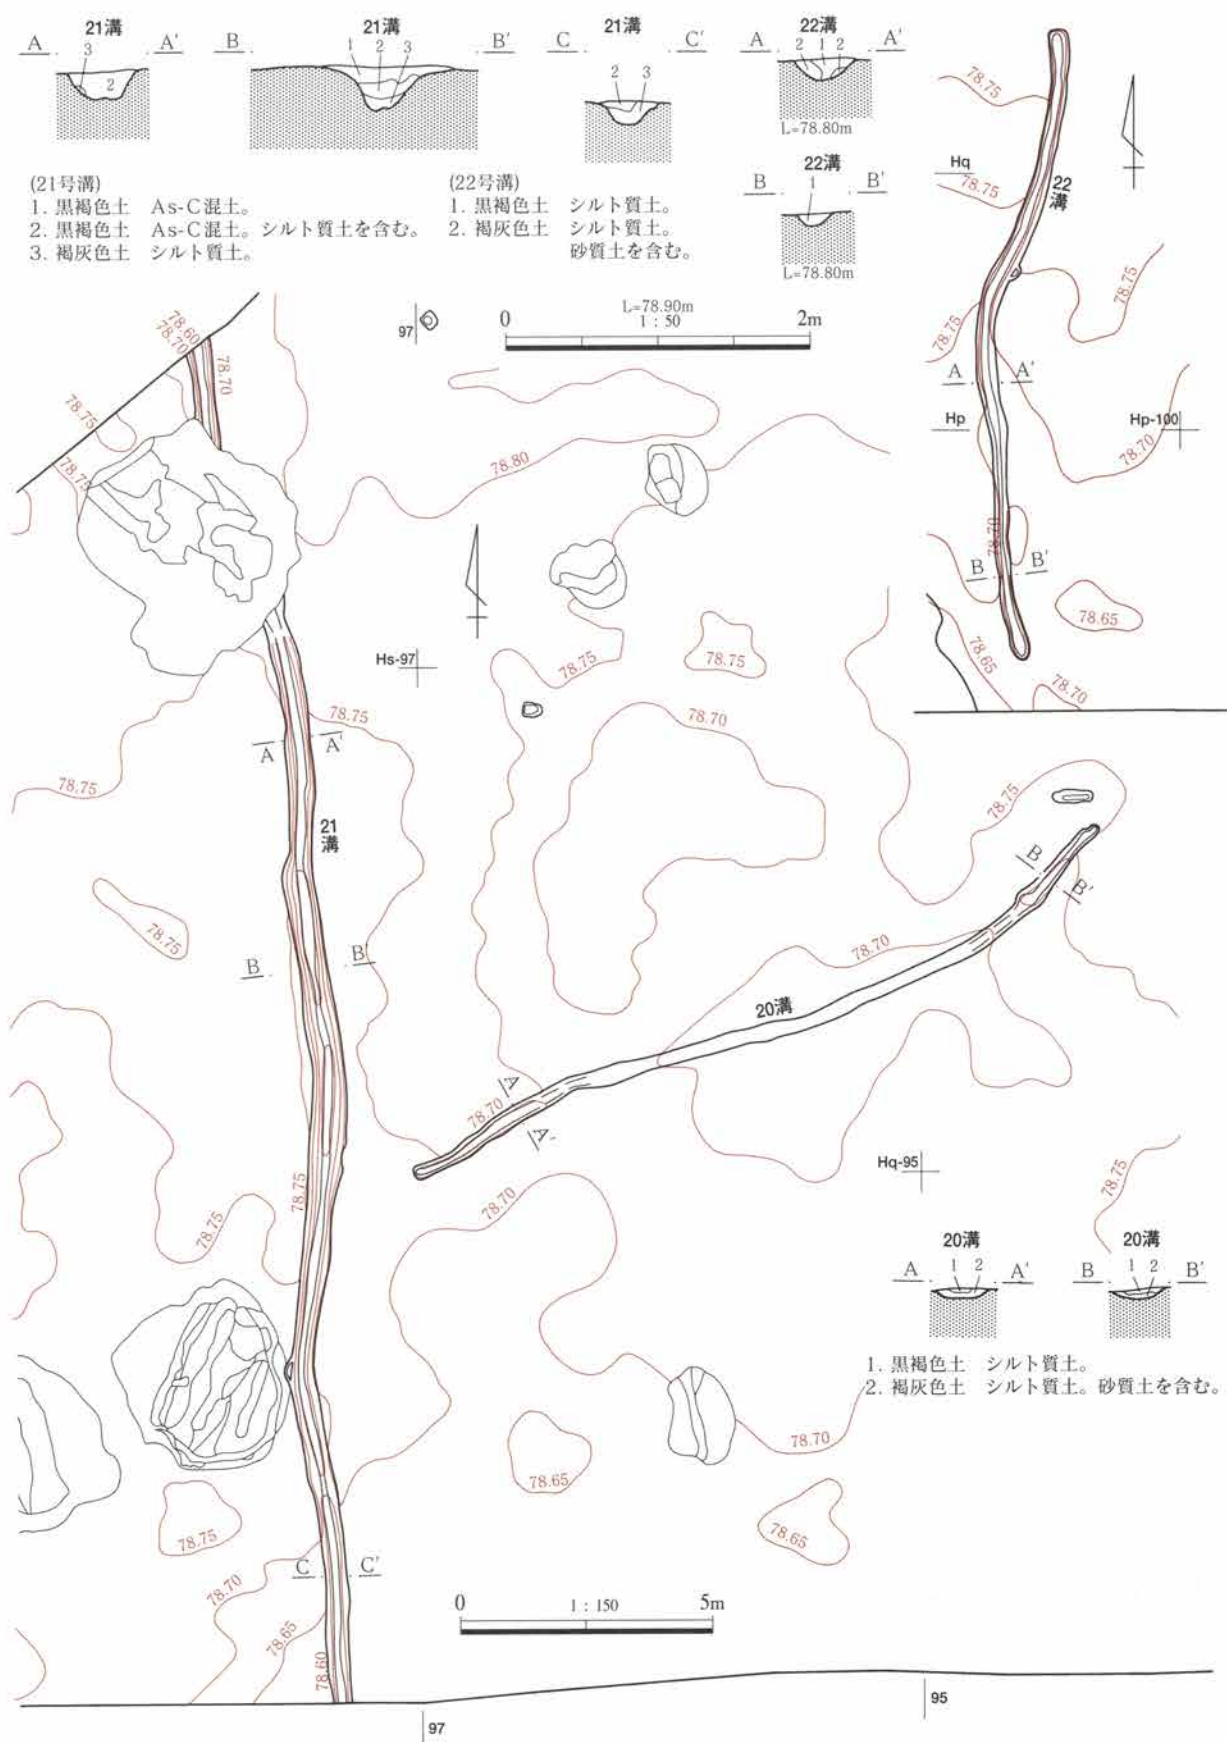 21溝
A A'
3
2
21溝
B B'
1 2 3
21溝
C C'
2 3
22溝
A A'
2 1 2
L=78.80m
22溝
B B'
1
L=78.80m
(21号溝)
1. 黒褐色土 As-C混土。
2. 黒褐色土 As-C混土。シルト質土を含む。
3. 褐灰色土 シルト質土。
(22号溝)
1. 黒褐色土 シルト質土。
2. 褐灰色土 シルト質土。
砂質土を含む。
L=78.90m
0 1:50 2m
97
78.75
Hq
78.75
22溝
78.75
78.75
A A'
Hp
Hp-100
78.70
78.70
B B'
78.65
78.65
78.70
78.60
78.70
78.70
78.75
78.75
78.80
Hs-97
78.75
78.75
78.75
78.70
A A'
78.75
78.75
21溝
B B'
78.75
78.70
20溝
B B'
A A'
78.70
78.75
78.75
78.70
Hq-95
78.75
20溝
A A'
1 2
20溝
B B'
1 2
1. 黒褐色土 シルト質土。
2. 褐灰色土 シルト質土。砂質土を含む。
78.70
78.65
78.65
78.75
78.70
78.65
78.60
C C'
0 1:150 5m
97
95